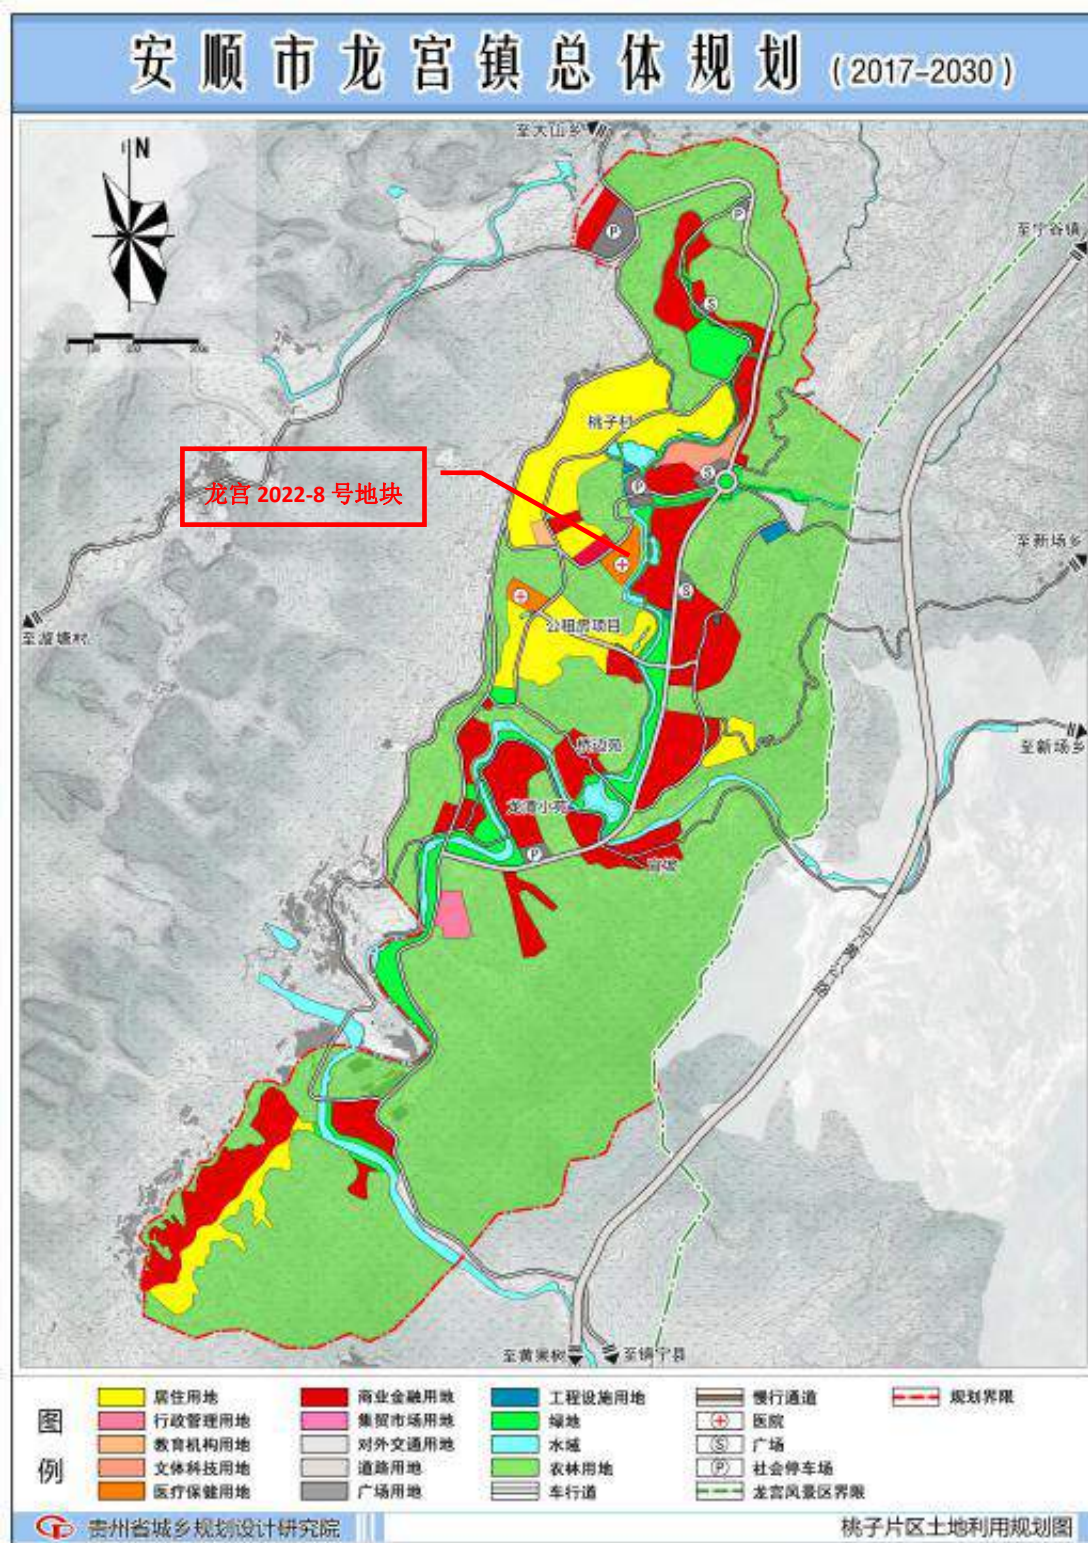 安顺市龙宫镇总体规划(2017-2030)
至大山乡
N
至宁谷镇
桃子村
龙宫 2022-8 号地块
至新场乡
公租房项目
至新场乡
桥边苑
龙潭小苑
至黄果树
至镇宁县
图例
居住用地
行政管理用地
教育机构用地
文体科技用地
医疗保健用地
商业金融用地
集贸市场用地
对外交通用地
道路用地
广场用地
工程设施用地
绿地
水域
农林用地
车行道
慢行通道
医院
S 广场
P 社会停车场
龙宫风景区界限
规划界限
贵州省城乡规划设计研究院
桃子片区土地利用规划图